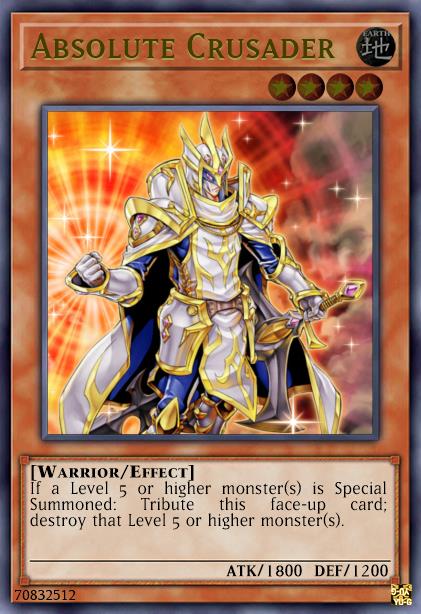 ABSOLUTE CRUSADER
EARTH
地
[WARRIOR/EFFECT]
If a Level 5 or higher monster(s) is Special
Summoned: Tribute this face-up card;
destroy that Level 5 or higher monster(s).
ATK/1800 DEF/1200
70832512